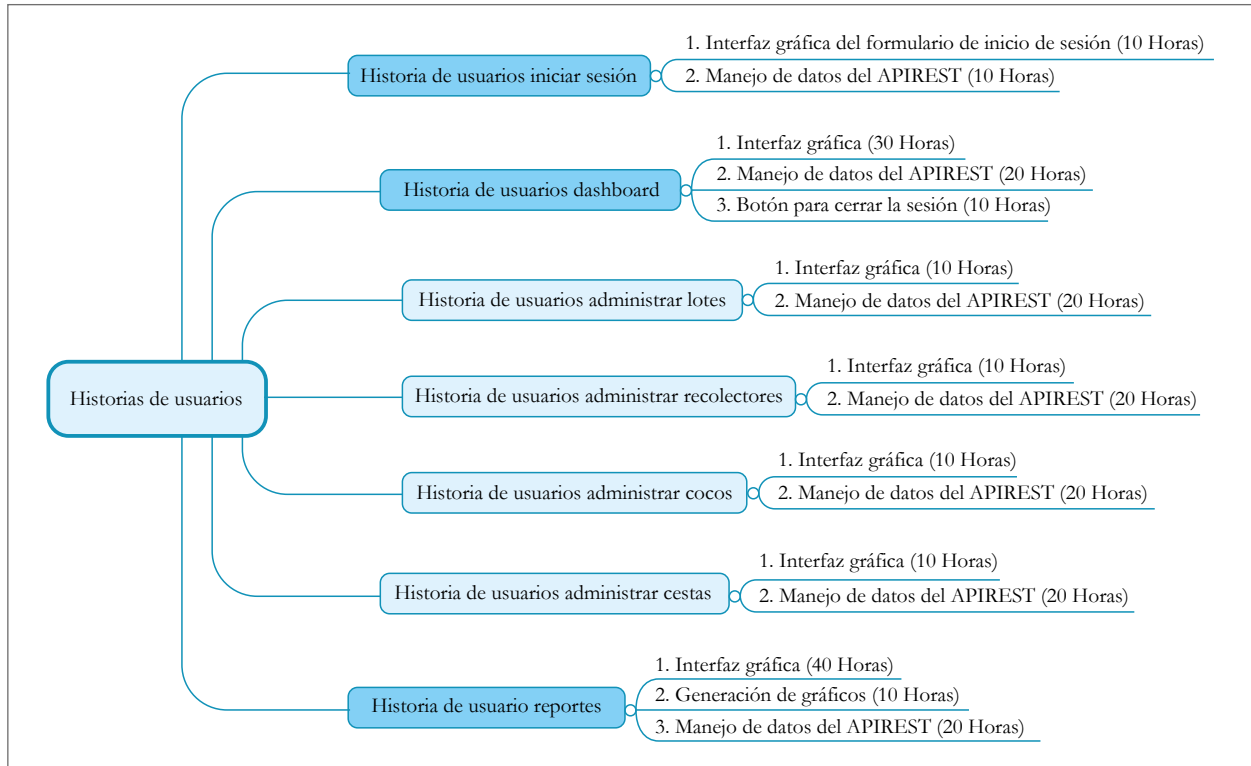 Historias de usuarios
Historia de usuarios iniciar sesión
1. Interfaz gráfica del formulario de inicio de sesión (10 Horas)
2. Manejo de datos del APIREST (10 Horas)
Historia de usuarios dashboard
1. Interfaz gráfica (30 Horas)
2. Manejo de datos del APIREST (20 Horas)
3. Botón para cerrar la sesión (10 Horas)
Historia de usuarios administrar lotes
1. Interfaz gráfica (10 Horas)
2. Manejo de datos del APIREST (20 Horas)
Historia de usuarios administrar recolectores
1. Interfaz gráfica (10 Horas)
2. Manejo de datos del APIREST (20 Horas)
Historia de usuarios administrar cocos
1. Interfaz gráfica (10 Horas)
2. Manejo de datos del APIREST (20 Horas)
Historia de usuarios administrar cestas
1. Interfaz gráfica (10 Horas)
2. Manejo de datos del APIREST (20 Horas)
Historia de usuario reportes
1. Interfaz gráfica (40 Horas)
2. Generación de gráficos (10 Horas)
3. Manejo de datos del APIREST (20 Horas)